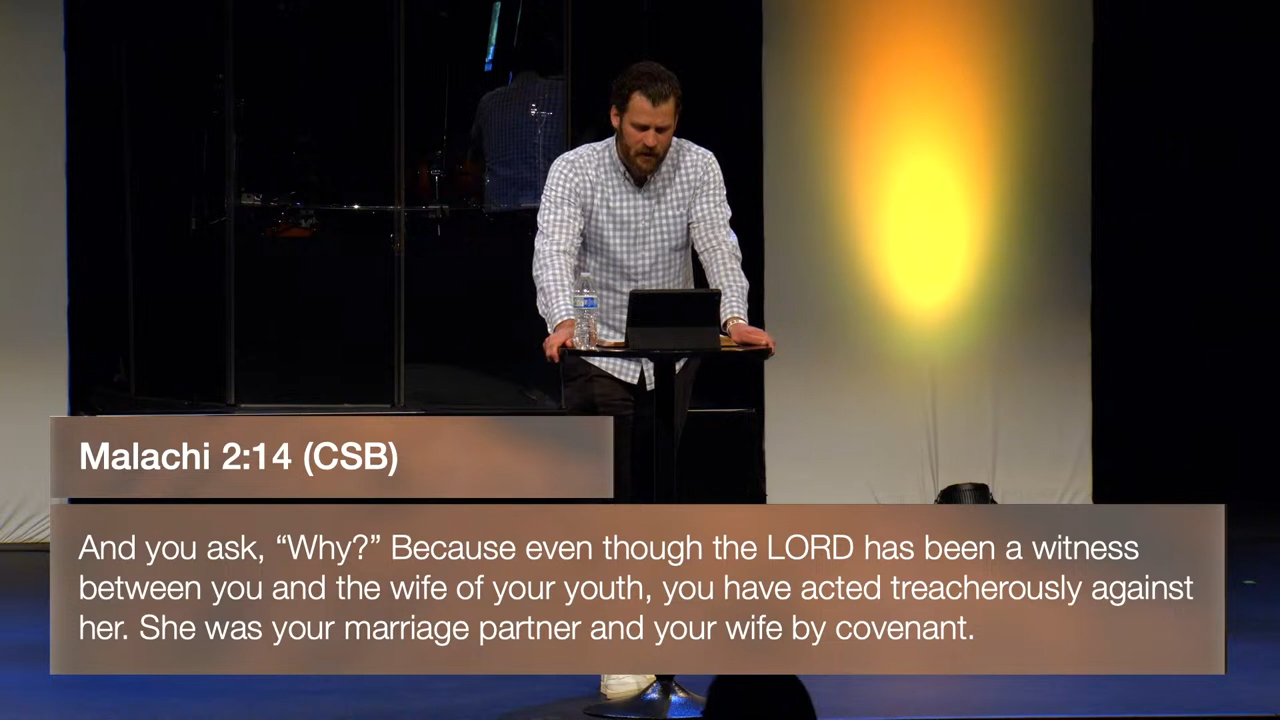 Malachi 2:14 (CSB)
And you ask, “Why?” Because even though the LORD has been a witness
between you and the wife of your youth, you have acted treacherously against
her. She was your marriage partner and your wife by covenant.